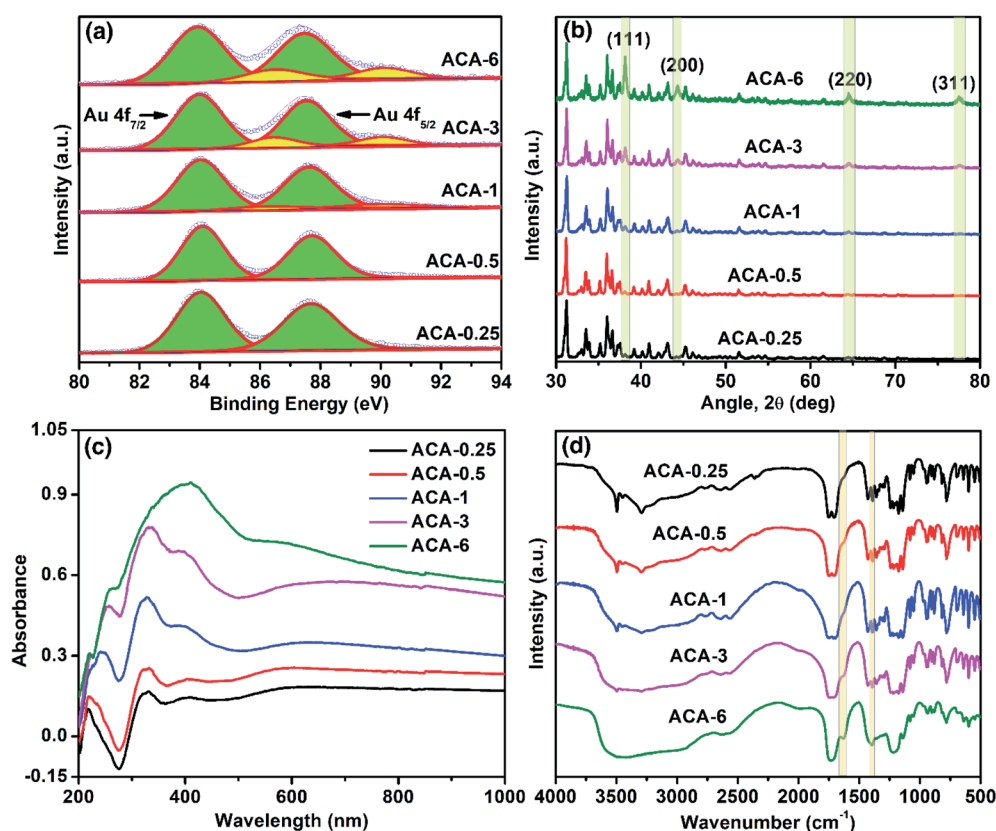 (a)
ACA-6
Au 4f7/2
Au 4f5/2
ACA-3
ACA-1
ACA-0.5
ACA-0.25
Intensity (a.u.)
80 82 84 86 88 90 92 94
Binding Energy (eV)
(b)
(111)
(200)
(220)
(311)
ACA-6
ACA-3
ACA-1
ACA-0.5
ACA-0.25
Intensity (a.u.)
30 40 50 60 70 80
Angle, 2θ (deg)
(c)
1.05
0.9
0.6
0.3
0.0
-0.15
Absorbance
ACA-0.25
ACA-0.5
ACA-1
ACA-3
ACA-6
200 400 600 800 1000
Wavelength (nm)
(d)
ACA-0.25
ACA-0.5
ACA-1
ACA-3
ACA-6
Intensity (a.u.)
4000 3500 3000 2500 2000 1500 1000 500
Wavenumber (cm-1)